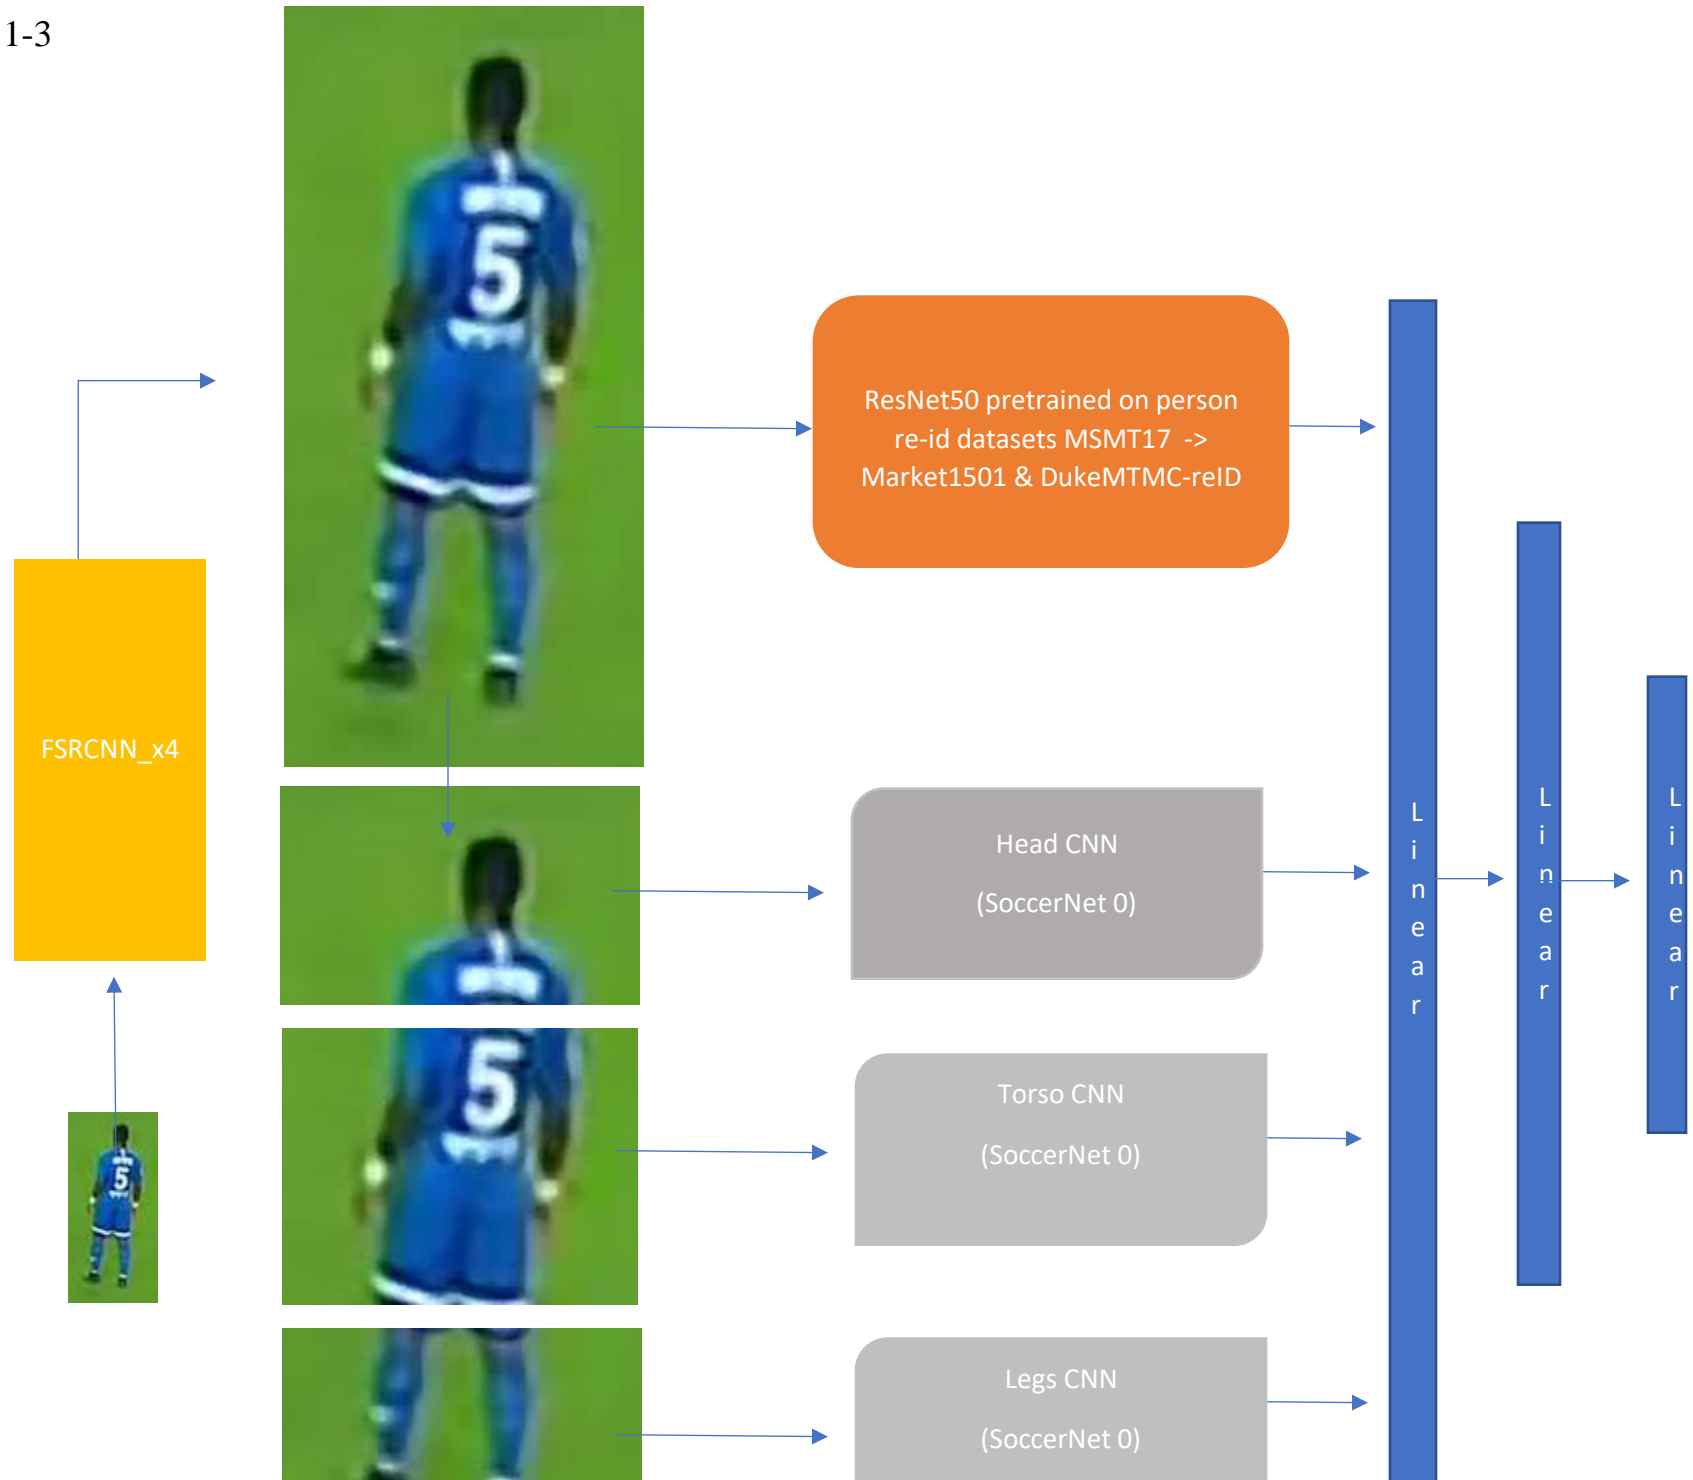 1-3
5
ResNet50 pretrained on person
re-id datasets MSMT17 ->
Market1501 & DukeMTMC-reID
FSRCNN_x4
Head CNN
(SoccerNet 0)
5
Torso CNN
(SoccerNet 0)
5
Legs CNN
(SoccerNet 0)
Linear
Linear
Linear